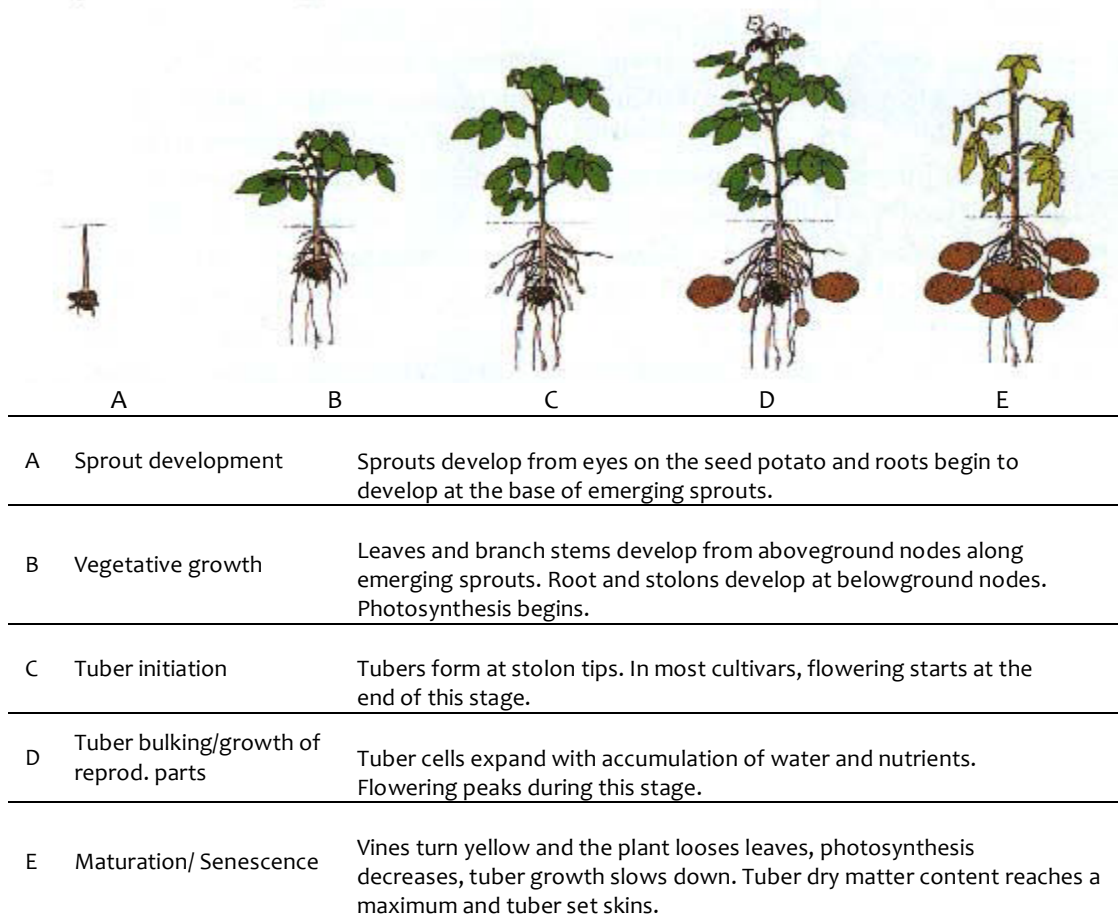 A B C D E
A Sprout development Sprouts develop from eyes on the seed potato and roots begin to
develop at the base of emerging sprouts.
B Vegetative growth Leaves and branch stems develop from aboveground nodes along
emerging sprouts. Root and stolons develop at belowground nodes.
Photosynthesis begins.
C Tuber initiation Tubers form at stolon tips. In most cultivars, flowering starts at the
end of this stage.
D Tuber bulking/growth of
reprod. parts
Tuber cells expand with accumulation of water and nutrients.
Flowering peaks during this stage.
E Maturation/ Senescence Vines turn yellow and the plant looses leaves, photosynthesis
decreases, tuber growth slows down. Tuber dry matter content reaches a
maximum and tuber set skins.